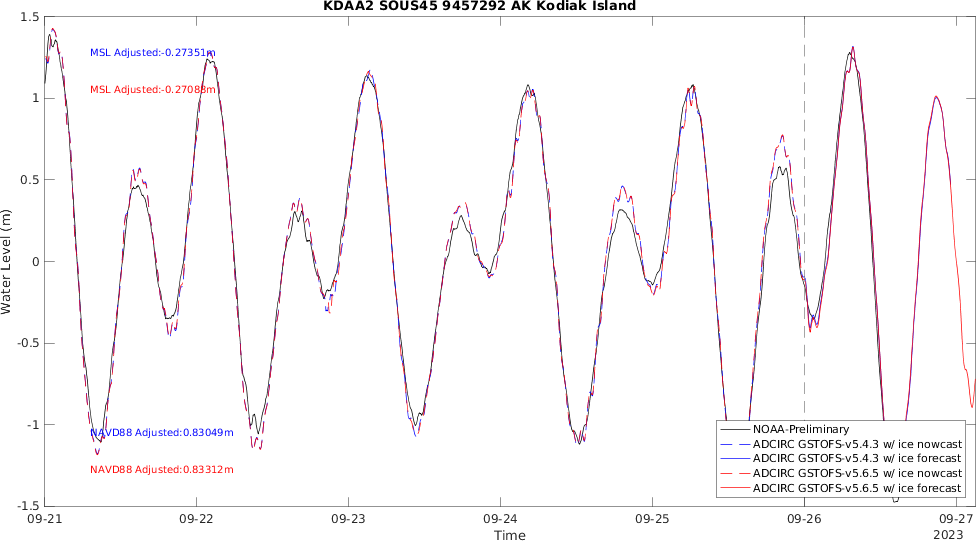 KDAA2 SOUS45 9457292 AK Kodiak Island
1.5
1
0.5
0
-0.5
-1
-1.5
Water Level (m)
MSL Adjusted:-0.27351m
MSL Adjusted:-0.27083m
NAVD88 Adjusted:0.83049m
NAVD88 Adjusted:0.83312m
NOAA-Preliminary
ADCIRC GSTOFS-v5.4.3 w/ ice nowcast
ADCIRC GSTOFS-v5.4.3 w/ ice forecast
ADCIRC GSTOFS-v5.6.5 w/ ice nowcast
ADCIRC GSTOFS-v5.6.5 w/ ice forecast
09-21 09-22 09-23 09-24 09-25 09-26 09-27
2023
Time